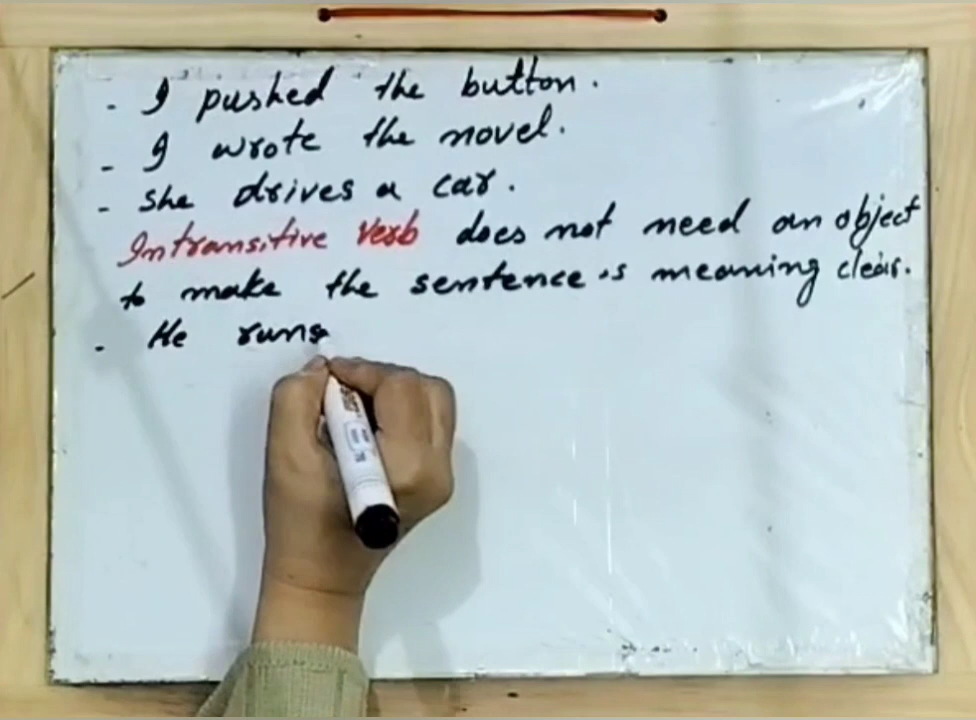 - I pushed the button.
- I wrote the novel.
- she drives a car.
Intransitive Verb does not need an object
to make the sentence's meaning clear.
- He runs